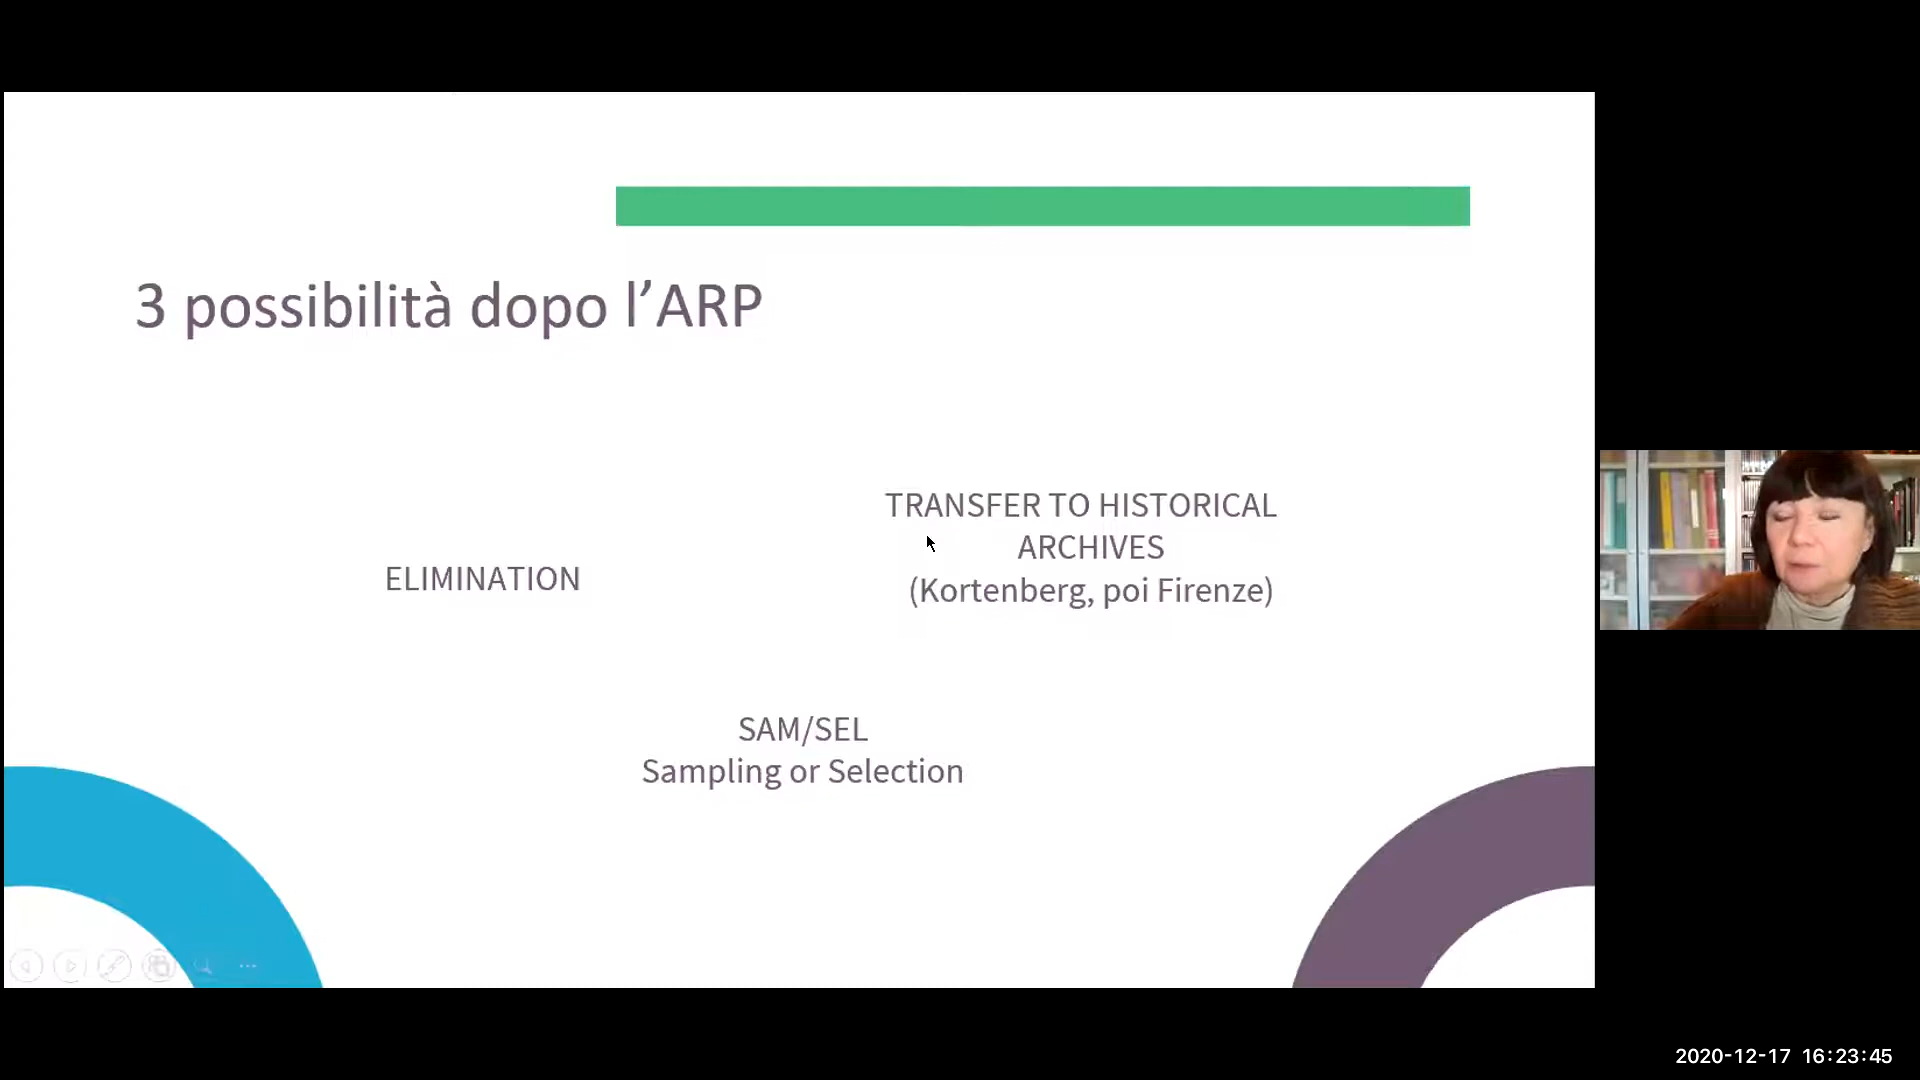 3 possibilità dopo l’ARP
TRANSFER TO HISTORICAL
ARCHIVES
(Kortenberg, poi Firenze)
ELIMINATION
SAM/SEL
Sampling or Selection
2020-12-17 16:23:45